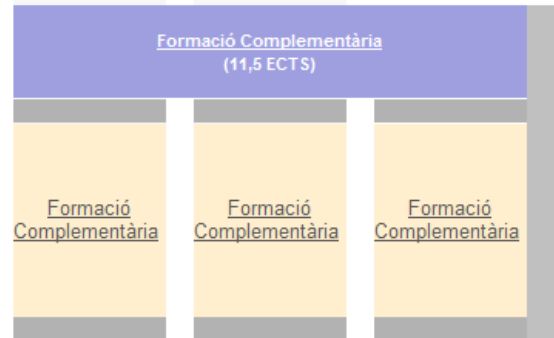 Formació Complementària
(11,5 ECTS)
Formació
Complementària
Formació
Complementària
Formació
Complementària